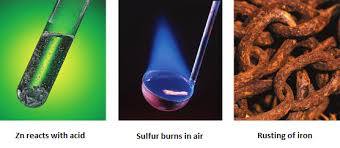 Zn reacts with acid
Sulfur burns in air
Rusting of iron